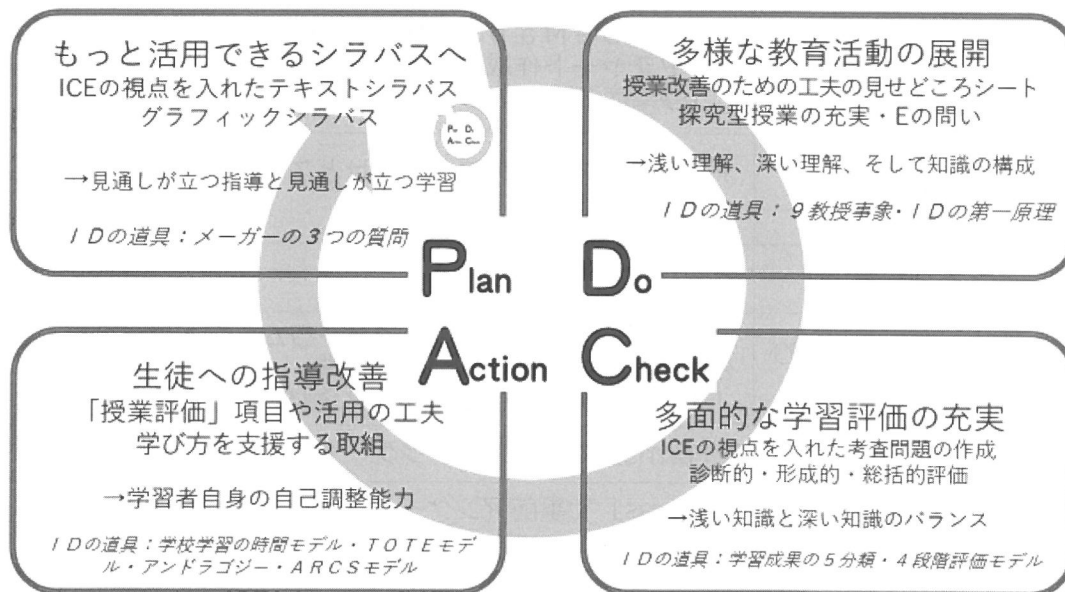 もっと活用できるシラバスへ
ICEの視点を入れたテキストシラバス
グラフィックシラバス
→見通しが立つ指導と見通しが立つ学習
IDの道具：メーガーの3つの質問
Plan
多様な教育活動の展開
授業改善のための工夫の見せどころシート
探究型授業の充実・Eの問い
→浅い理解、深い理解、そして知識の構成
IDの道具：9教授事象・IDの第一原理
Do
生徒への指導改善
「授業評価」項目や活用の工夫
学び方を支援する取組
→学習者自身の自己調整能力
IDの道具：学校学習の時間モデル・TOTEモデ
ル・アンドラゴジー・ARCSモデル
Action
Check
多面的な学習評価の充実
ICEの視点を入れた考査問題の作成
診断的・形成的・総括的評価
→浅い知識と深い知識のバランス
IDの道具：学習成果の5分類・4段階評価モデル